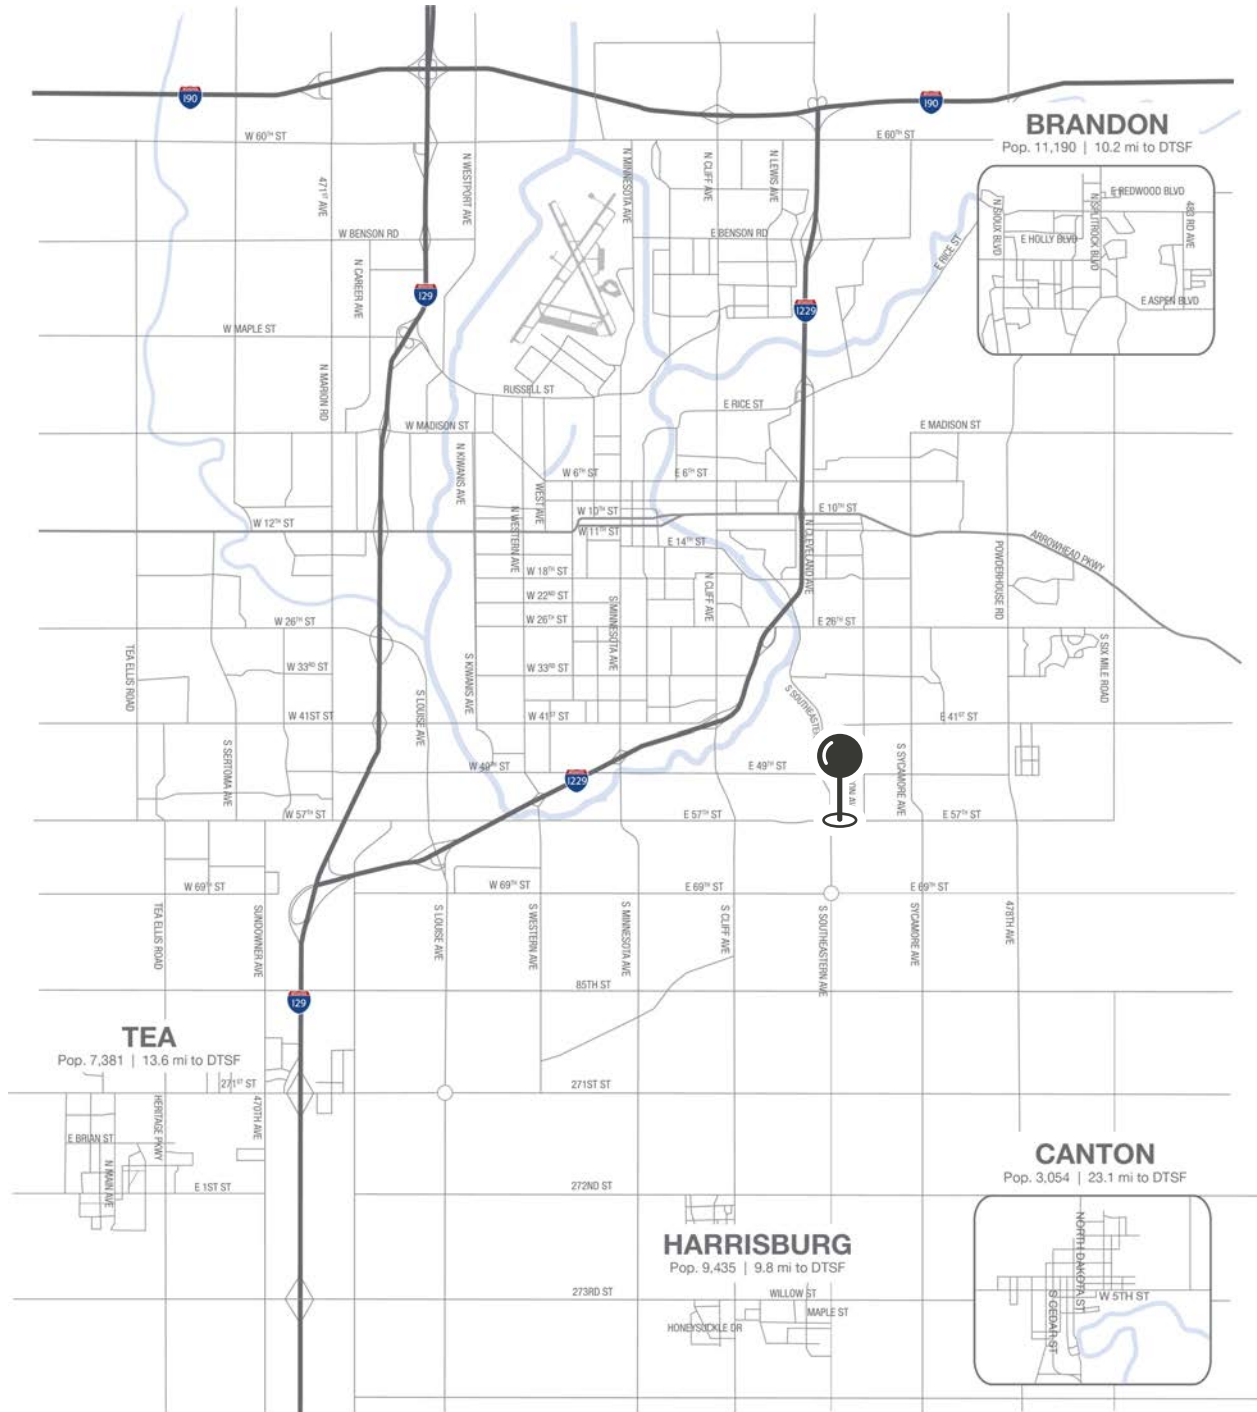 I90
I90
BRANDON
Pop. 11,190 | 10.2 mi to DTSF
E REDWOOD BLVD
N SIOUX BLVD
N SPLITROCK BLVD
483 RD AVE
E HOLLY BLVD
E ASPEN BLVD
W 60TH ST
E 60TH ST
471ST AVE
N WESTPORT AVE
N MINNESOTA AVE
N CLIFF AVE
N LEWIS AVE
W BENSON RD
E BENSON RD
E RICE ST
N CAREER AVE
I29
I229
W MAPLE ST
N MARION RD
RUSSELL ST
E RICE ST
W MADISON ST
E MADISON ST
N KIWANIS AVE
W 6TH ST
E 6TH ST
WEST AVE
N WESTERN AVE
W 10TH ST
E 10TH ST
W 12TH ST
W 11TH ST
E 14TH ST
N CLEVELAND AVE
ARROWHEAD PKWY
POWDERHOUSE RD
W 18TH ST
N CLIFF AVE
W 22ND ST
S MINNESOTA AVE
W 26TH ST
W 26TH ST
E 26TH ST
TEA ELLIS ROAD
W 33RD ST
S KIWANIS AVE
W 33RD ST
S SIX MILE ROAD
S LOUISE AVE
S SOUTHEASTER
W 41ST ST
W 41ST ST
E 41ST ST
S SERTOMA AVE
W 49TH ST
I229
E 49TH ST
S SYCAMORE AVE
W 57TH ST
E 57TH ST
E 57TH ST
W 69TH ST
W 69TH ST
E 69TH ST
E 69TH ST
TEA ELLIS ROAD
SUNDOWNER AVE
S LOUISE AVE
S WESTERN AVE
S MINNESOTA AVE
S CLIFF AVE
S SOUTHEASTERN AVE
SYCAMORE AVE
478TH AVE
85TH ST
I29
TEA
Pop. 7,381 | 13.6 mi to DTSF
271ST ST
271ST ST
HERITAGE PKWY
470TH AVE
E BRIAN ST
N MAIN AVE
E 1ST ST
272ND ST
CANTON
Pop. 3,054 | 23.1 mi to DTSF
NORTH DAKOTA ST
S CEDAR ST
W 5TH ST
HARRISBURG
Pop. 9,435 | 9.8 mi to DTSF
273RD ST
WILLOW ST
MAPLE ST
HONEYSUCKLE DR